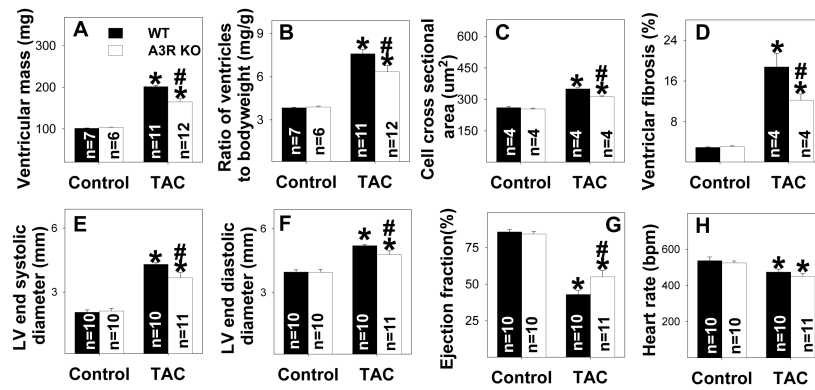 A
WT
A3R KO
Ventricular mass (mg)
300
200
100
*
#
*
n=7
n=6
n=11
n=12
Control
TAC
B
Ratio of ventricles
to bodyweight (mg/g)
9
6
3
*
#
*
n=7
n=6
n=11
n=12
Control
TAC
C
Cell cross sectional
area (um²)
600
450
300
150
*
#
*
n=4
n=4
n=4
n=4
Control
TAC
D
Ventriclar fibrosis (%)
24
16
8
*
#
*
n=4
n=4
Control
TAC
E
LV end systolic
diameter (mm)
6
3
*
#
*
n=10
n=10
n=10
n=11
Control
TAC
F
LV end diastolic
diameter (mm)
6
3
*
#
*
n=10
n=10
n=10
n=11
Control
TAC
G
Ejection fraction(%)
75
50
25
*
#
*
n=10
n=10
n=10
n=11
Control
TAC
H
Heart rate (bpm)
600
400
200
*
*
n=10
n=10
n=10
n=11
Control
TAC